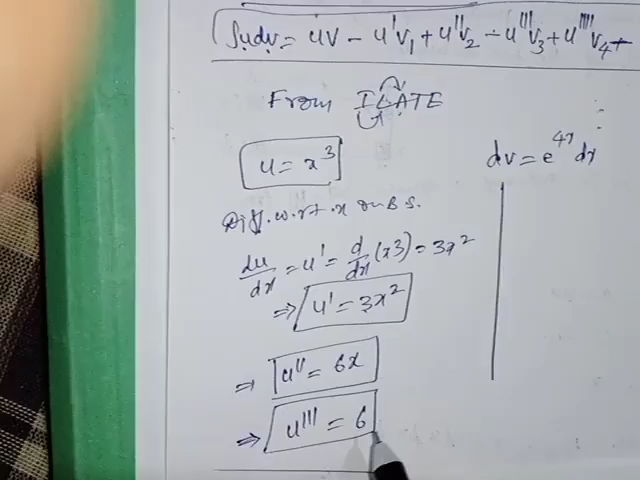 ∫u.dv. = uv - u'v₁ + u''v₂ - u'''v₃ + u''''v₄ +
From ILATE
u = x³
dv = e⁴ˣ dx
Diff. w.r.t. x on B.S.
du/dx = u' = d/dx (x³) = 3x²
⇒ u' = 3x²
⇒ u'' = 6x
⇒ u''' = 6